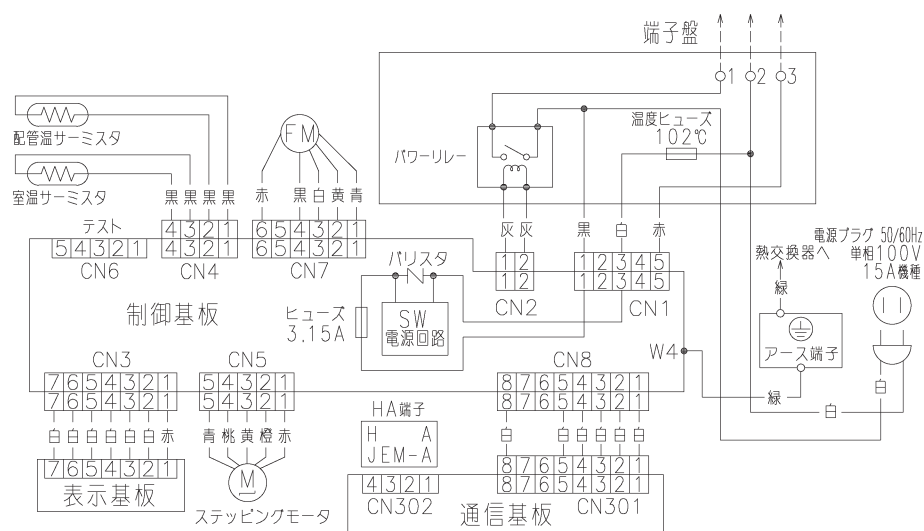 端子盤
1 2 3
温度ヒューズ
102℃
パワーリレー
配管温サーミスタ
室温サーミスタ
FM
黒 黒 黒 黒
赤 黒 白 黄 青
灰 灰
黒 白 赤
テスト
5 4 3 2 1
CN6
4 3 2 1
4 3 2 1
CN4
6 5 4 3 2 1
6 5 4 3 2 1
CN7
1 2
1 2
CN2
1 2 3 4 5
1 2 3 4 5
CN1
電源プラグ 50/60Hz
単相100V
15A機種
熱交換器へ
緑
アース端子
緑
白
白
制御基板
バリスタ
ヒューズ
3.15A
SW
電源回路
W4
CN3
7 6 5 4 3 2 1
7 6 5 4 3 2 1
白 白 白 白 白 白 赤
7 6 5 4 3 2 1
表示基板
CN5
5 4 3 2 1
5 4 3 2 1
青 桃 黄 橙 赤
M
ステッピングモータ
HA端子
H A
JEM-A
4 3 2 1
CN302
CN8
8 7 6 5 4 3 2 1
8 7 6 5 4 3 2 1
白 白 白 白 白 白
8 7 6 5 4 3 2 1
8 7 6 5 4 3 2 1
CN301
通信基板